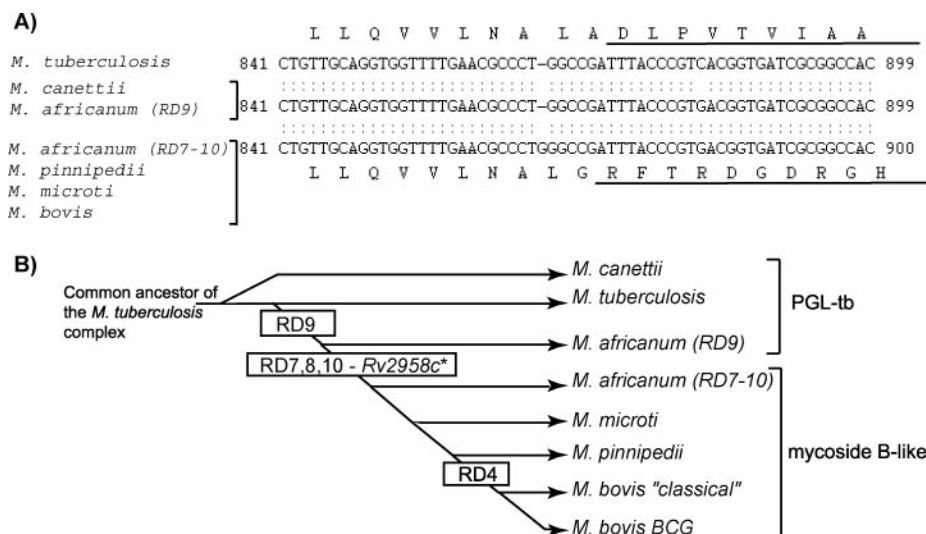 A)
L L Q V V L N A L A D L P V T V I A A
M. tuberculosis 841 CTGTTGCAGGTGGTTTTGAACGCCCT-GGCCGATTTACCCGTCACGGTGATCGCGGCCAC 899
M. canettii
M. africanum (RD9) 841 CTGTTGCAGGTGGTTTTGAACGCCCT-GGCCGATTTACCCGTGACGGTGATCGCGGCCAC 899
M. africanum (RD7-10) 841 CTGTTGCAGGTGGTTTTGAACGCCCTGGGCCGATTTACCCGTGACGGTGATCGCGGCCAC 900
M. pinnipedii L L Q V V L N A L G R F T R D G D R G H
M. microti
M. bovis
B)
Common ancestor of
the M. tuberculosis
complex
M. canettii
M. tuberculosis
PGL-tb
RD9
M. africanum (RD9)
RD7,8,10 - Rv2958c*
M. africanum (RD7-10)
M. microti
mycoside B-like
M. pinnipedii
RD4
M. bovis "classical"
M. bovis BCG